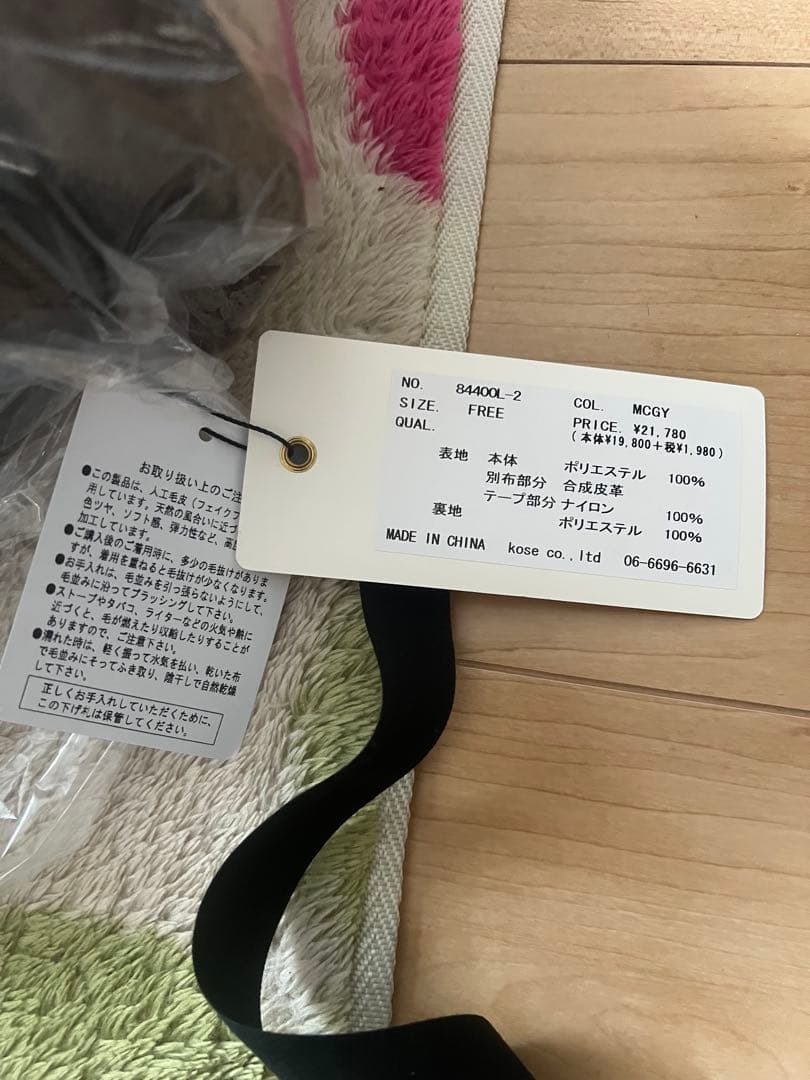 NO. 84400L-2 COL. MCGY
SIZE. FREE PRICE. ¥21,780
QUAL. (本体¥19,800+税¥1,980)
表地 本体 ポリエステル 100%
別布部分 合成皮革
テープ部分 ナイロン 100%
裏地 ポリエステル 100%
MADE IN CHINA kose co.,ltd 06-6696-6631
お取り扱い上のご注
●この製品は、人工毛皮(フェイクフ
用しています。天然の風合いに近づ
色ツヤ、ソフト感、弾力性など、高
加工しています。
●ご購入後のご着用時に、多少の毛抜けがありま
すが、着用を重ねると毛抜けが少なくなります。
●お手入れは、毛並みを引っ張らないようにして、
毛並みに沿ってブラッシングして下さい。
●ストーブやタバコ、ライターなどの火気や熱に
近づくと、毛が燃えたり収縮したりすることが
ありますので、ご注意下さい。
●濡れた時は、軽く振って水気を払い、乾いた布
で毛並みにそってふき取り、陰干しで自然乾燥
して下さい。
正しくお手入れしていただくために、
この下げ札は保管してください。